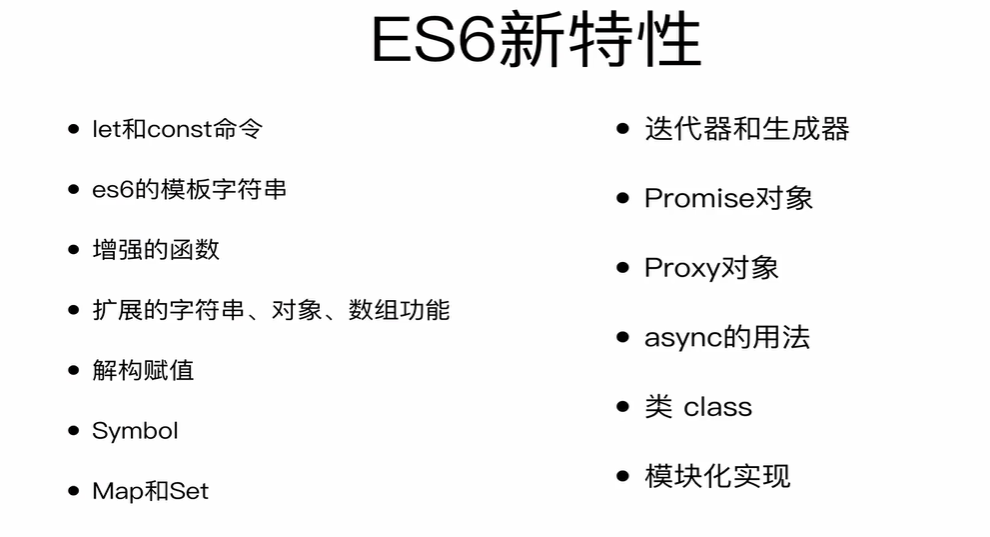 ES6新特性
let和const命令
es6的模板字符串
增强的函数
扩展的字符串、对象、数组功能
解构赋值
Symbol
Map和Set
迭代器和生成器
Promise对象
Proxy对象
async的用法
类 class
模块化实现